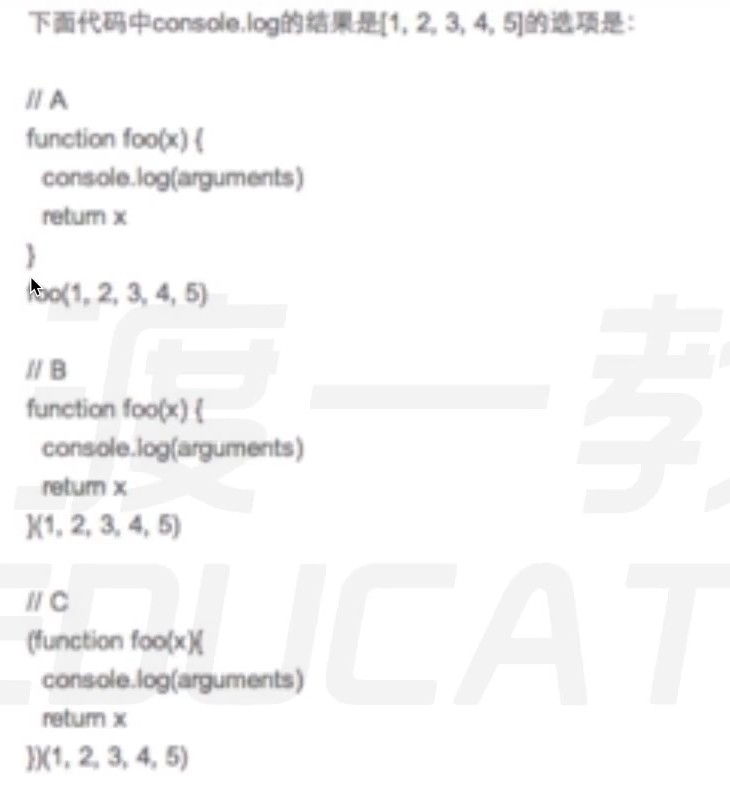 下面代码中console.log的结果是[1, 2, 3, 4, 5]的选项是：
// A
function foo(x) {
console.log(arguments)
return x
}
foo(1, 2, 3, 4, 5)
// B
function foo(x) {
console.log(arguments)
return x
}(1, 2, 3, 4, 5)
// C
(function foo(x){
console.log(arguments)
return x
})(1, 2, 3, 4, 5)
渡一教
EDUCAT